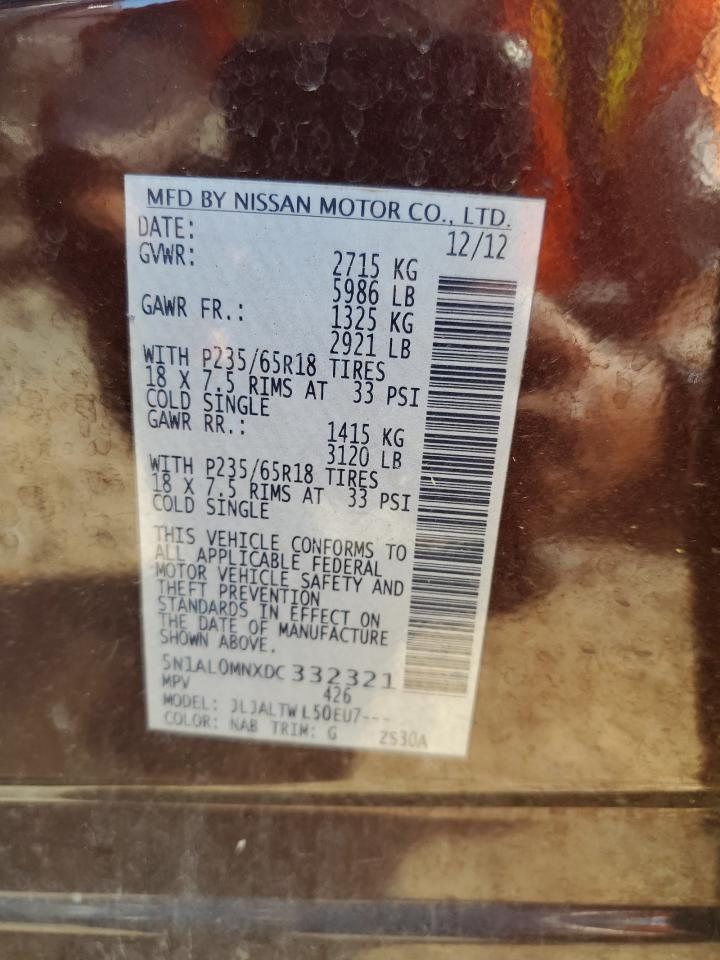 MFD BY NISSAN MOTOR CO., LTD.
DATE: 12/12
GVWR: 2715 KG
5986 LB
GAWR FR.: 1325 KG
2921 LB
WITH P235/65R18 TIRES
18 X 7.5 RIMS AT 33 PSI
COLD SINGLE
GAWR RR.: 1415 KG
3120 LB
WITH P235/65R18 TIRES
18 X 7.5 RIMS AT 33 PSI
COLD SINGLE
THIS VEHICLE CONFORMS TO
ALL APPLICABLE FEDERAL
MOTOR VEHICLE SAFETY AND
THEFT PREVENTION
STANDARDS IN EFFECT ON
THE DATE OF MANUFACTURE
SHOWN ABOVE.
5N1AL0MNXDC332321
MPV 426
MODEL: JLJALTWL50EU7---
COLOR: NAB TRIM: G ZS30A